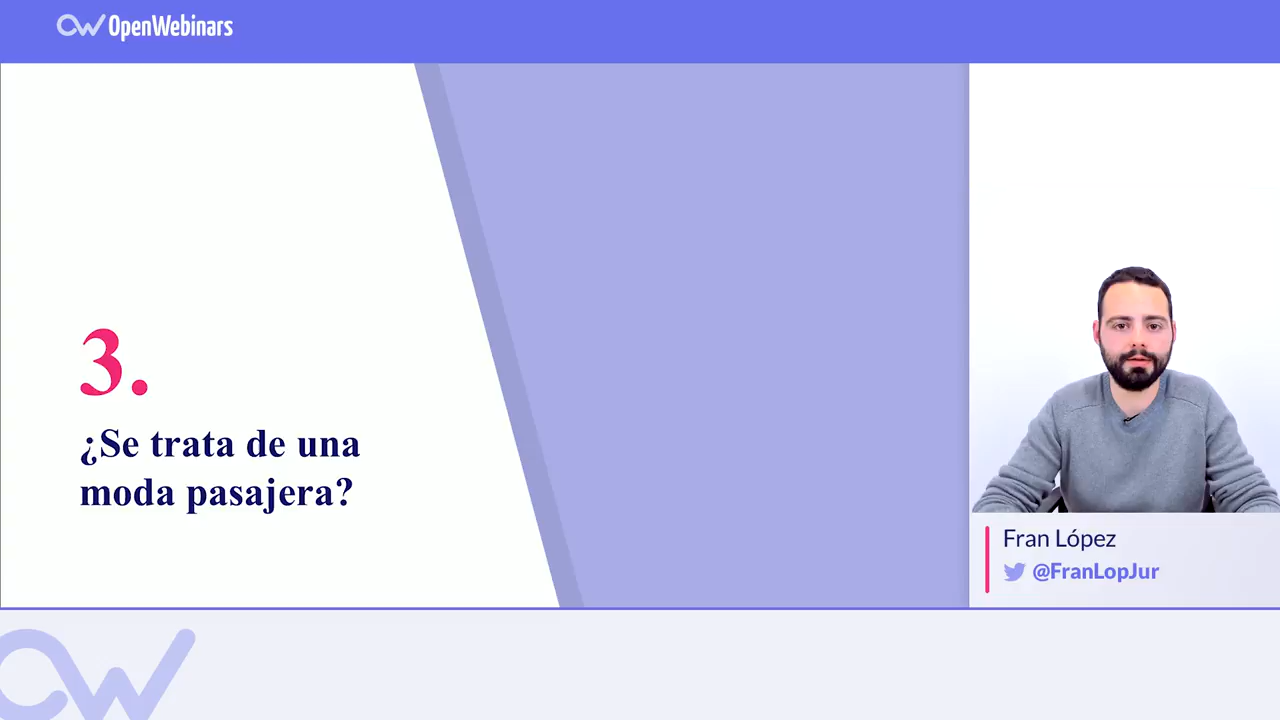 OpenWebinars
3.
¿Se trata de una
moda pasajera?
Fran López
@FranLopJur